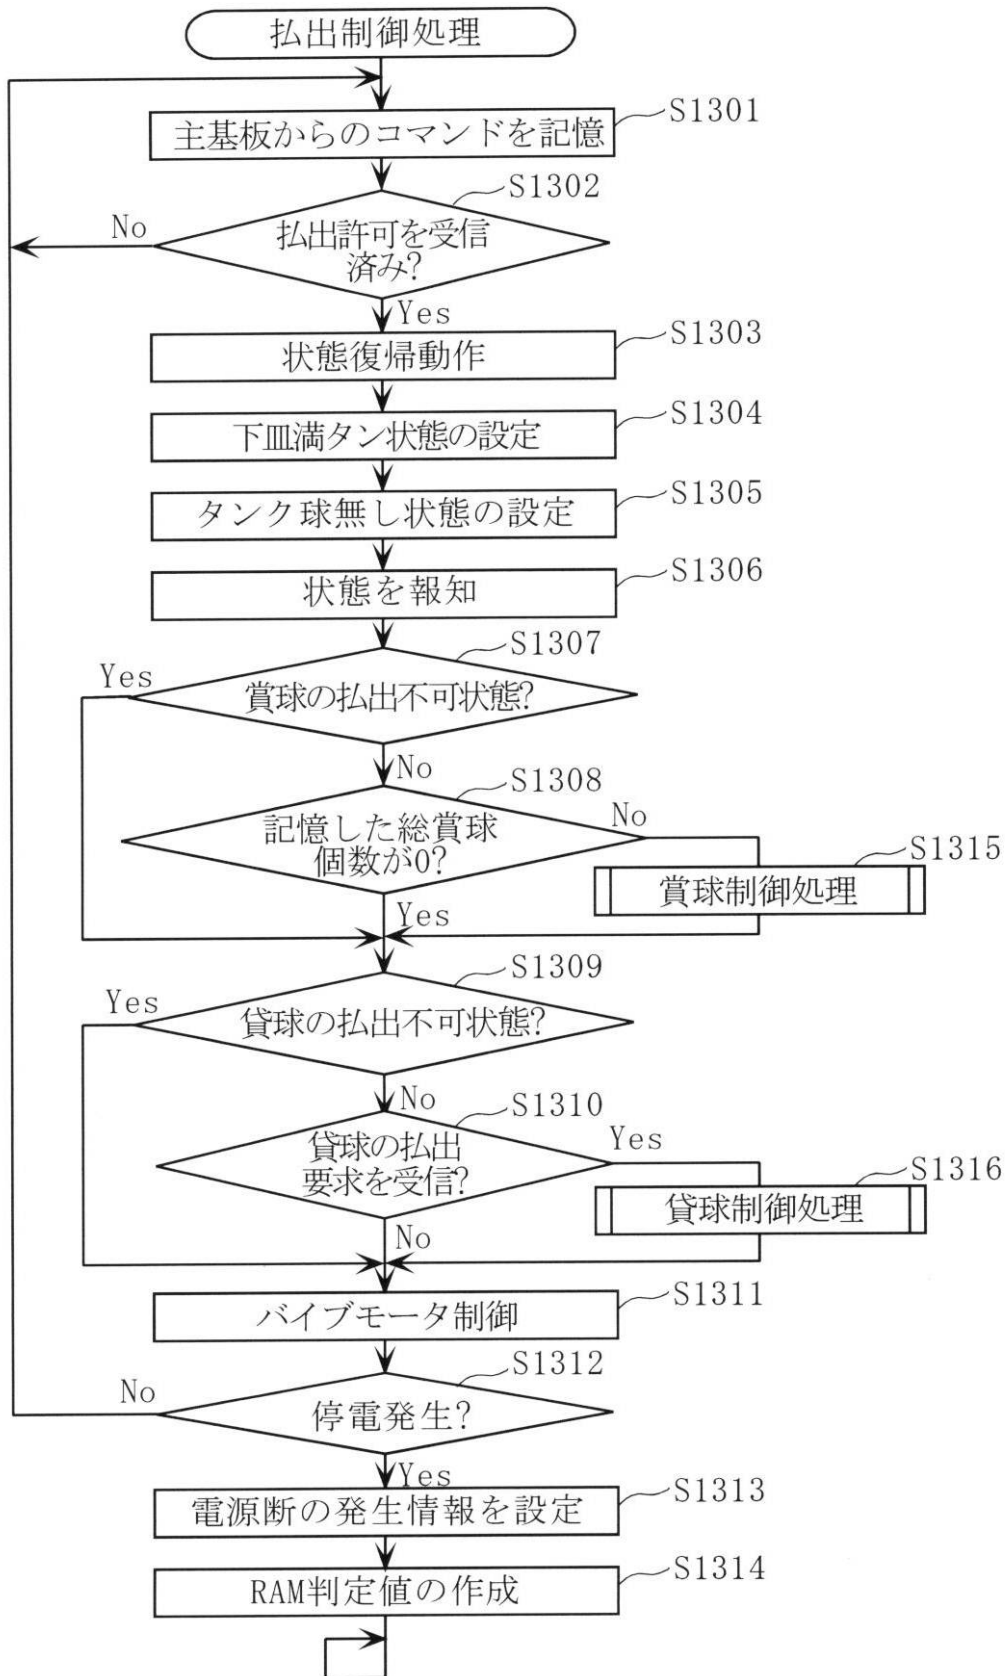 払出制御処理
主基板からのコマンドを記憶
S1301
S1302
No
払出許可を受信
済み?
Yes
状態復帰動作
S1303
下皿満タン状態の設定
S1304
タンク球無し状態の設定
S1305
状態を報知
S1306
S1307
Yes
賞球の払出不可状態?
No
S1308
記憶した総賞球
個数が0?
No
S1315
賞球制御処理
Yes
S1309
Yes
貸球の払出不可状態?
No
S1310
貸球の払出
要求を受信?
Yes
S1316
貸球制御処理
No
バイブモータ制御
S1311
S1312
No
停電発生?
Yes
電源断の発生情報を設定
S1313
RAM判定値の作成
S1314